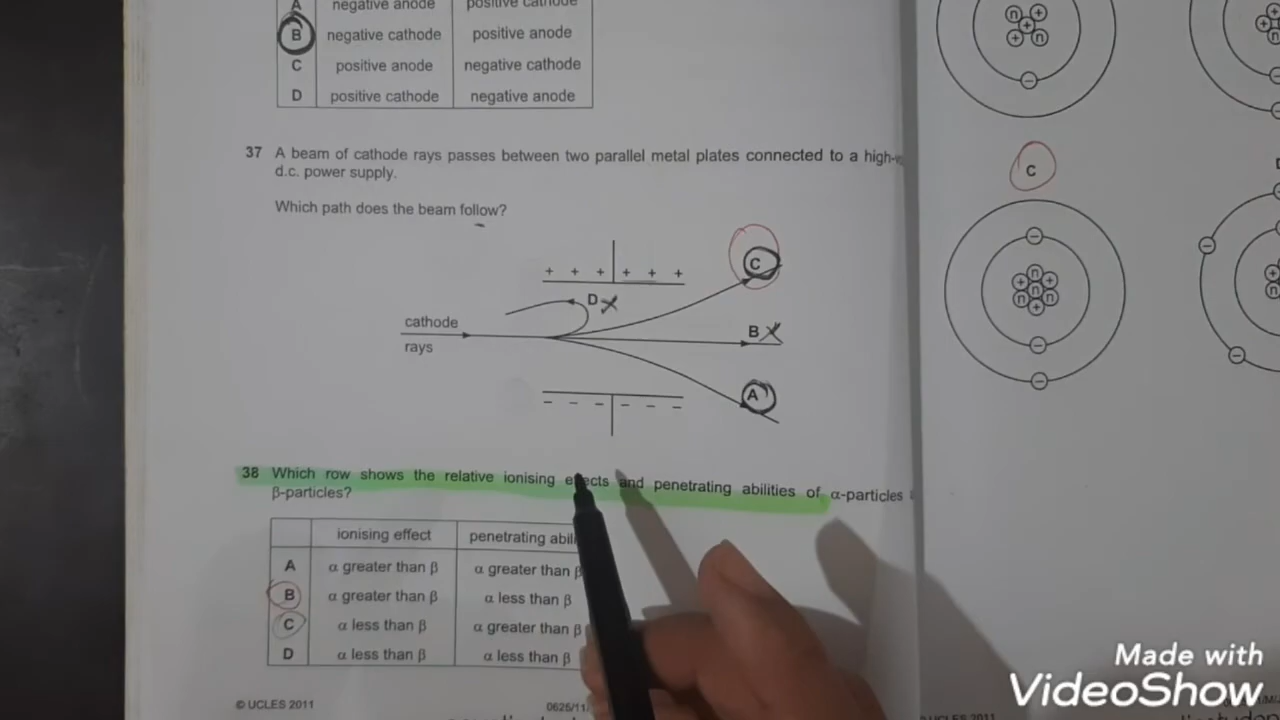 A negative anode positive cathode
B negative cathode positive anode
C positive anode negative cathode
D positive cathode negative anode
37 A beam of cathode rays passes between two parallel metal plates connected to a high-
d.c. power supply.
Which path does the beam follow?
+ + + + + +
C
D
cathode
rays
B
A
− − − − − −
38 Which row shows the relative ionising effects and penetrating abilities of α-particles
β-particles?
ionising effect penetrating abil
A α greater than β α greater than β
B α greater than β α less than β
C α less than β α greater than β
D α less than β α less than β
© UCLES 2011
0625/11/
C
n + + + n
−
− + n + n n n +
−
−
−
−
Made with
VideoShow
UCLES 2011